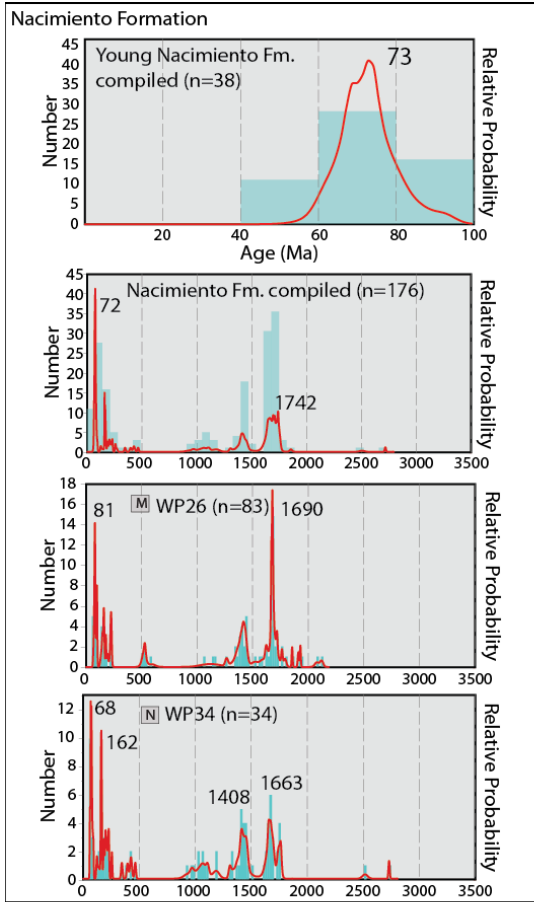 Nacimiento Formation
Young Nacimiento Fm.
compiled (n=38)
73
Number
Relative Probability
45
40
35
30
25
20
15
10
5
0
20 40 60 80 100
Age (Ma)
Nacimiento Fm. compiled (n=176)
72
1742
Number
Relative Probability
45
40
35
30
25
20
15
10
5
0
0 500 1000 1500 2000 2500 3000 3500
M WP26 (n=83)
81
1690
Number
Relative Probability
18
16
14
12
10
8
6
4
2
0
0 500 1000 1500 2000 2500 3000 3500
N WP34 (n=34)
68
162
1408
1663
Number
Relative Probability
12
10
8
6
4
2
0
0 500 1000 1500 2000 2500 3000 3500